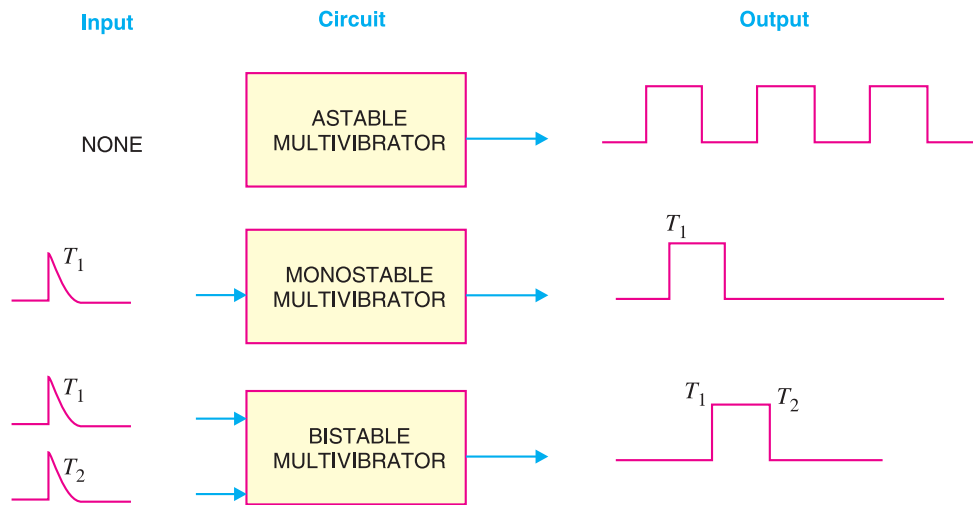 Input Circuit Output
NONE
ASTABLE
MULTIVIBRATOR
T1
MONOSTABLE
MULTIVIBRATOR
T1
T1
T2
BISTABLE
MULTIVIBRATOR
T1 T2